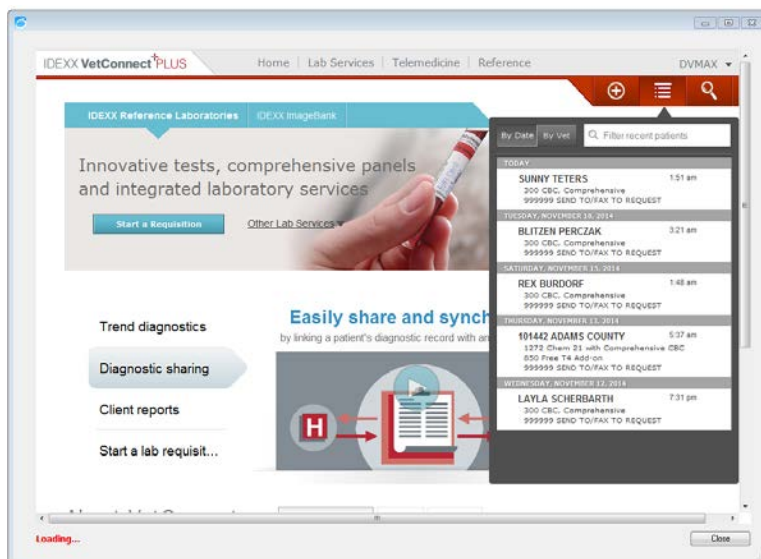 IDEXX VetConnect PLUS
Home | Lab Services | Telemedicine | Reference
DVMAX
IDEXX Reference Laboratories
IDEXX ImageBank
Innovative tests, comprehensive panels
and integrated laboratory services
Start a Requisition
Other Lab Services
Trend diagnostics
Diagnostic sharing
Client reports
Start a lab requisit...
Easily share and synch
by linking a patient's diagnostic record with an
H
By Date
By Vet
Filter recent patients
TODAY
SUNNY TETERS 1:51 am
300 CBC, Comprehensive
999999 SEND TO/FAX TO REQUEST
TUESDAY, NOVEMBER 18, 2014
BLITZEN PERCZAK 3:21 am
300 CBC, Comprehensive
999999 SEND TO/FAX TO REQUEST
SATURDAY, NOVEMBER 15, 2014
REX BURDORF 1:48 am
300 CBC, Comprehensive
999999 SEND TO/FAX TO REQUEST
THURSDAY, NOVEMBER 13, 2014
101442 ADAMS COUNTY 5:37 am
1272 Chem 21 with Comprehensive CBC
850 Free T4 Add-on
999999 SEND TO/FAX TO REQUEST
WEDNESDAY, NOVEMBER 12, 2014
LAYLA SCHERBARTH 7:31 pm
300 CBC, Comprehensive
999999 SEND TO/FAX TO REQUEST
Loading...
Close